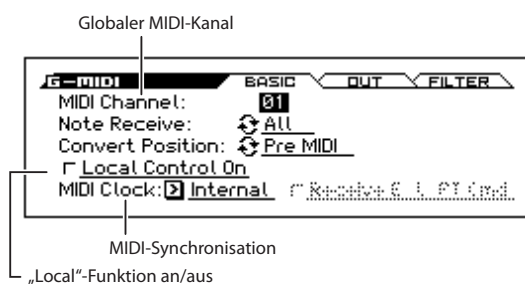 Globaler MIDI-Kanal
G-MIDI BASIC OUT FILTER
MIDI Channel: 01
Note Receive: All
Convert Position: Pre MIDI
Local Control On
MIDI Clock: Internal Receive
MIDI-Synchronisation
„Local“-Funktion an/aus